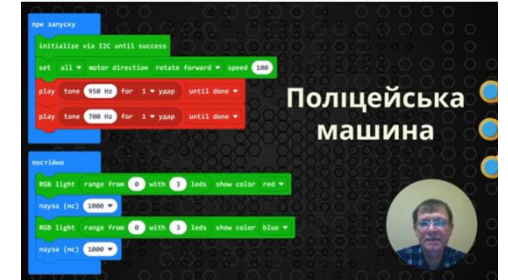 при запуску
initialize via I2C until success
set all motor direction rotate forward speed 100
play tone 950 Hz for 1 удар until done
play tone 700 Hz for 1 удар until done
Поліцейська
машина
постійно
RGB light range from 0 with 3 leds show color red
пауза (мс) 1000
RGB light range from 0 with 3 leds show color blue
пауза (мс) 1000